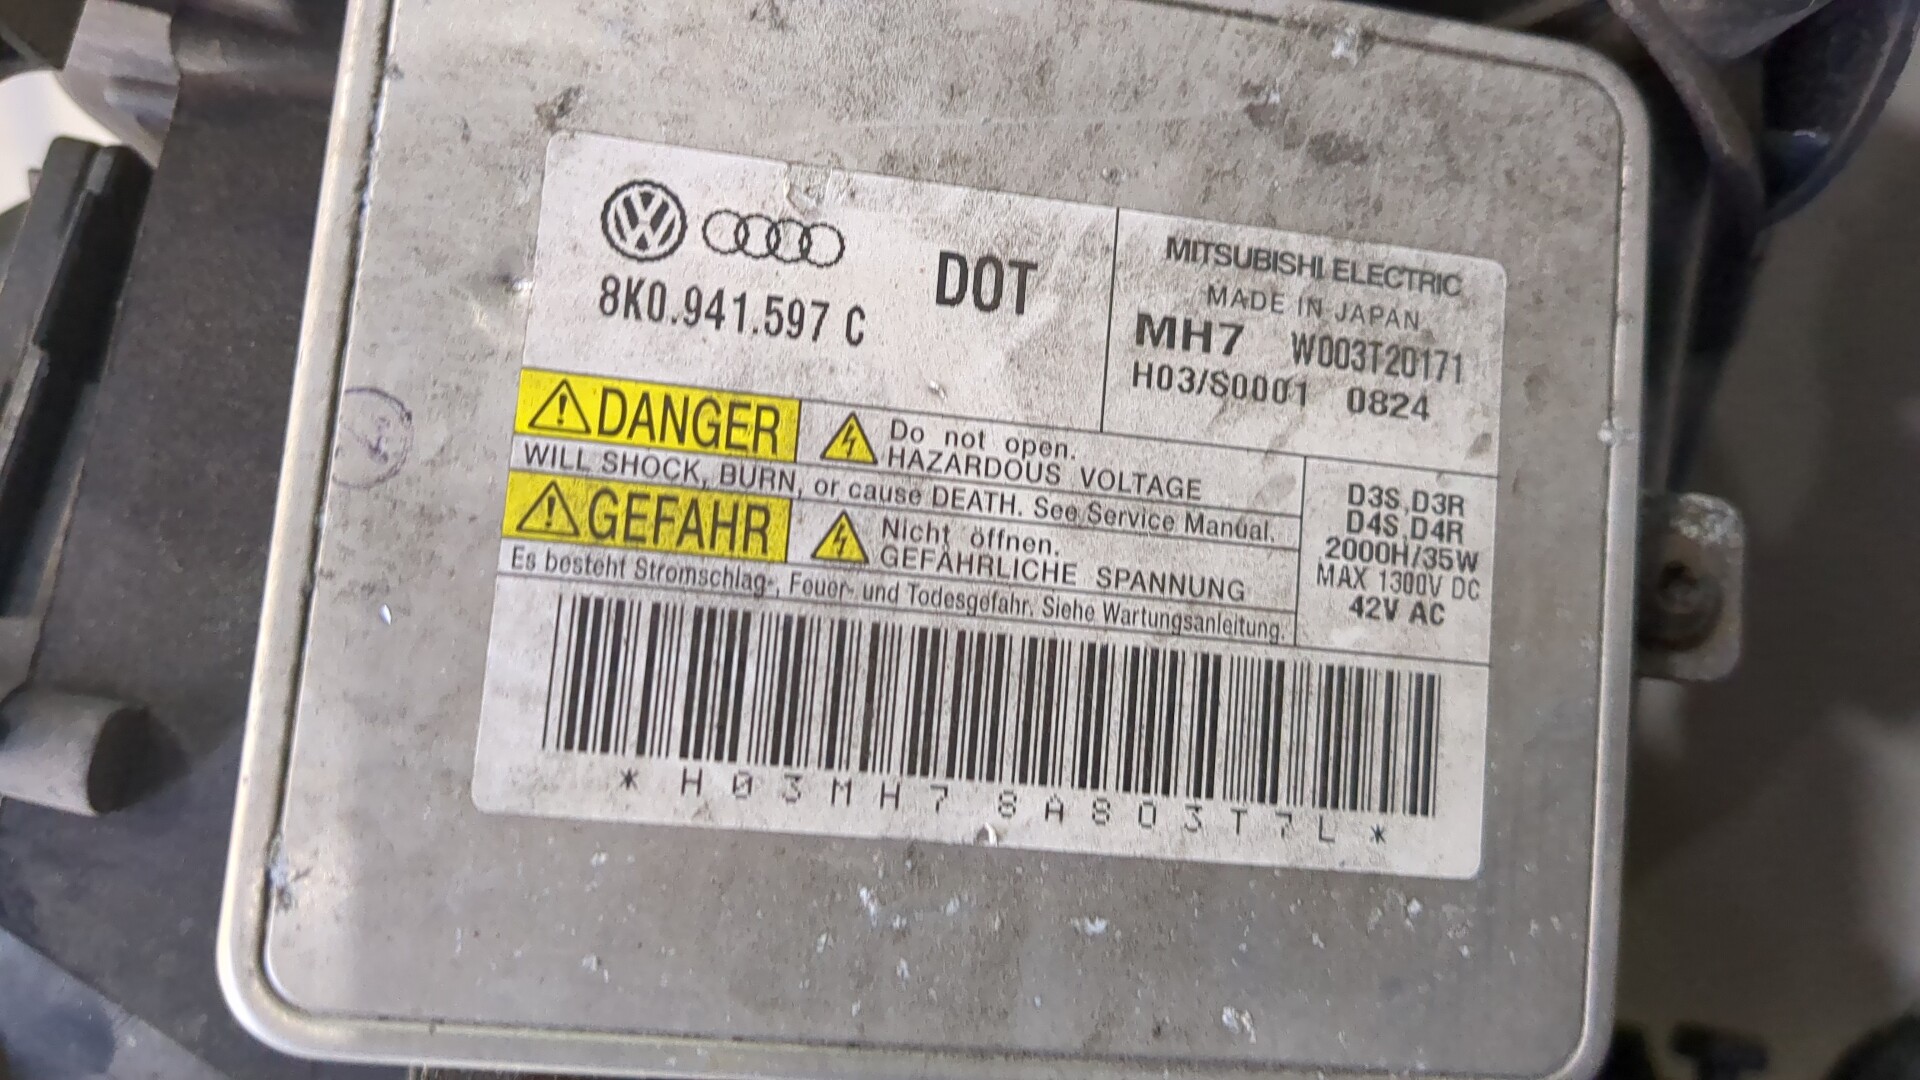 8K0.941.597 C
DOT
MITSUBISHI ELECTRIC
MADE IN JAPAN
MH7 W003T20171
H03/S0001 0824
DANGER
Do not open.
HAZARDOUS VOLTAGE
WILL SHOCK, BURN, or cause DEATH. See Service Manual.
GEFAHR
Nicht öffnen.
GEFÄHRLICHE SPANNUNG
Es besteht Stromschlag-, Feuer- und Todesgefahr. Siehe Wartungsanleitung.
D3S,D3R
D4S,D4R
2000H/35W
MAX 1300V DC
42V AC
*H03MH78A803T7L*